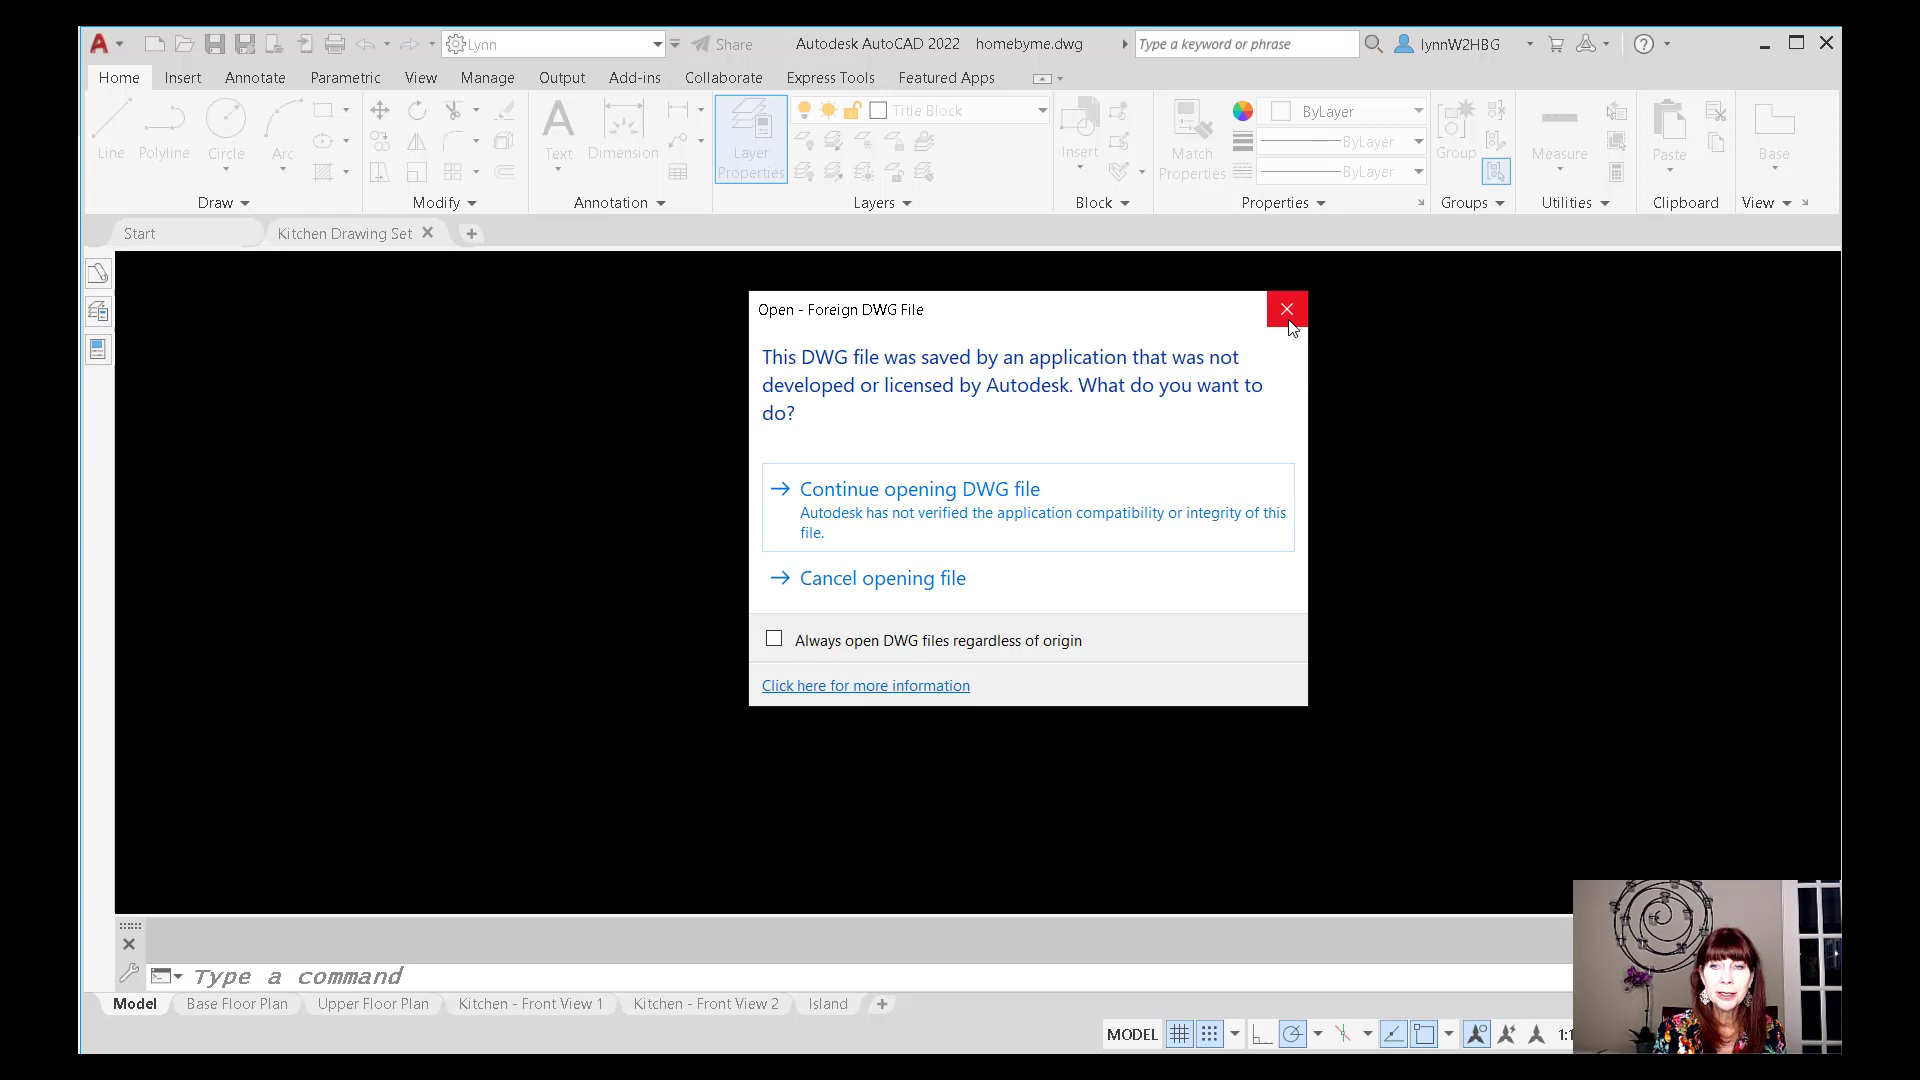 Lynn
Share
Autodesk AutoCAD 2022 homebyme.dwg
Type a keyword or phrase
lynnW2HBG
Home Insert Annotate Parametric View Manage Output Add-ins Collaborate Express Tools Featured Apps
Line Polyline Circle Arc
Draw
Modify
Text Dimension
Annotation
Layer
Properties
Title Block
Layers
Insert
Block
Match
Properties
ByLayer
ByLayer
ByLayer
Properties
Group
Groups
Measure
Utilities
Paste
Clipboard
Base
View
Start Kitchen Drawing Set
Open - Foreign DWG File
This DWG file was saved by an application that was not
developed or licensed by Autodesk. What do you want to
do?
Continue opening DWG file
Autodesk has not verified the application compatibility or integrity of this
file.
Cancel opening file
Always open DWG files regardless of origin
Click here for more information
Type a command
Model Base Floor Plan Upper Floor Plan Kitchen - Front View 1 Kitchen - Front View 2 Island
MODEL